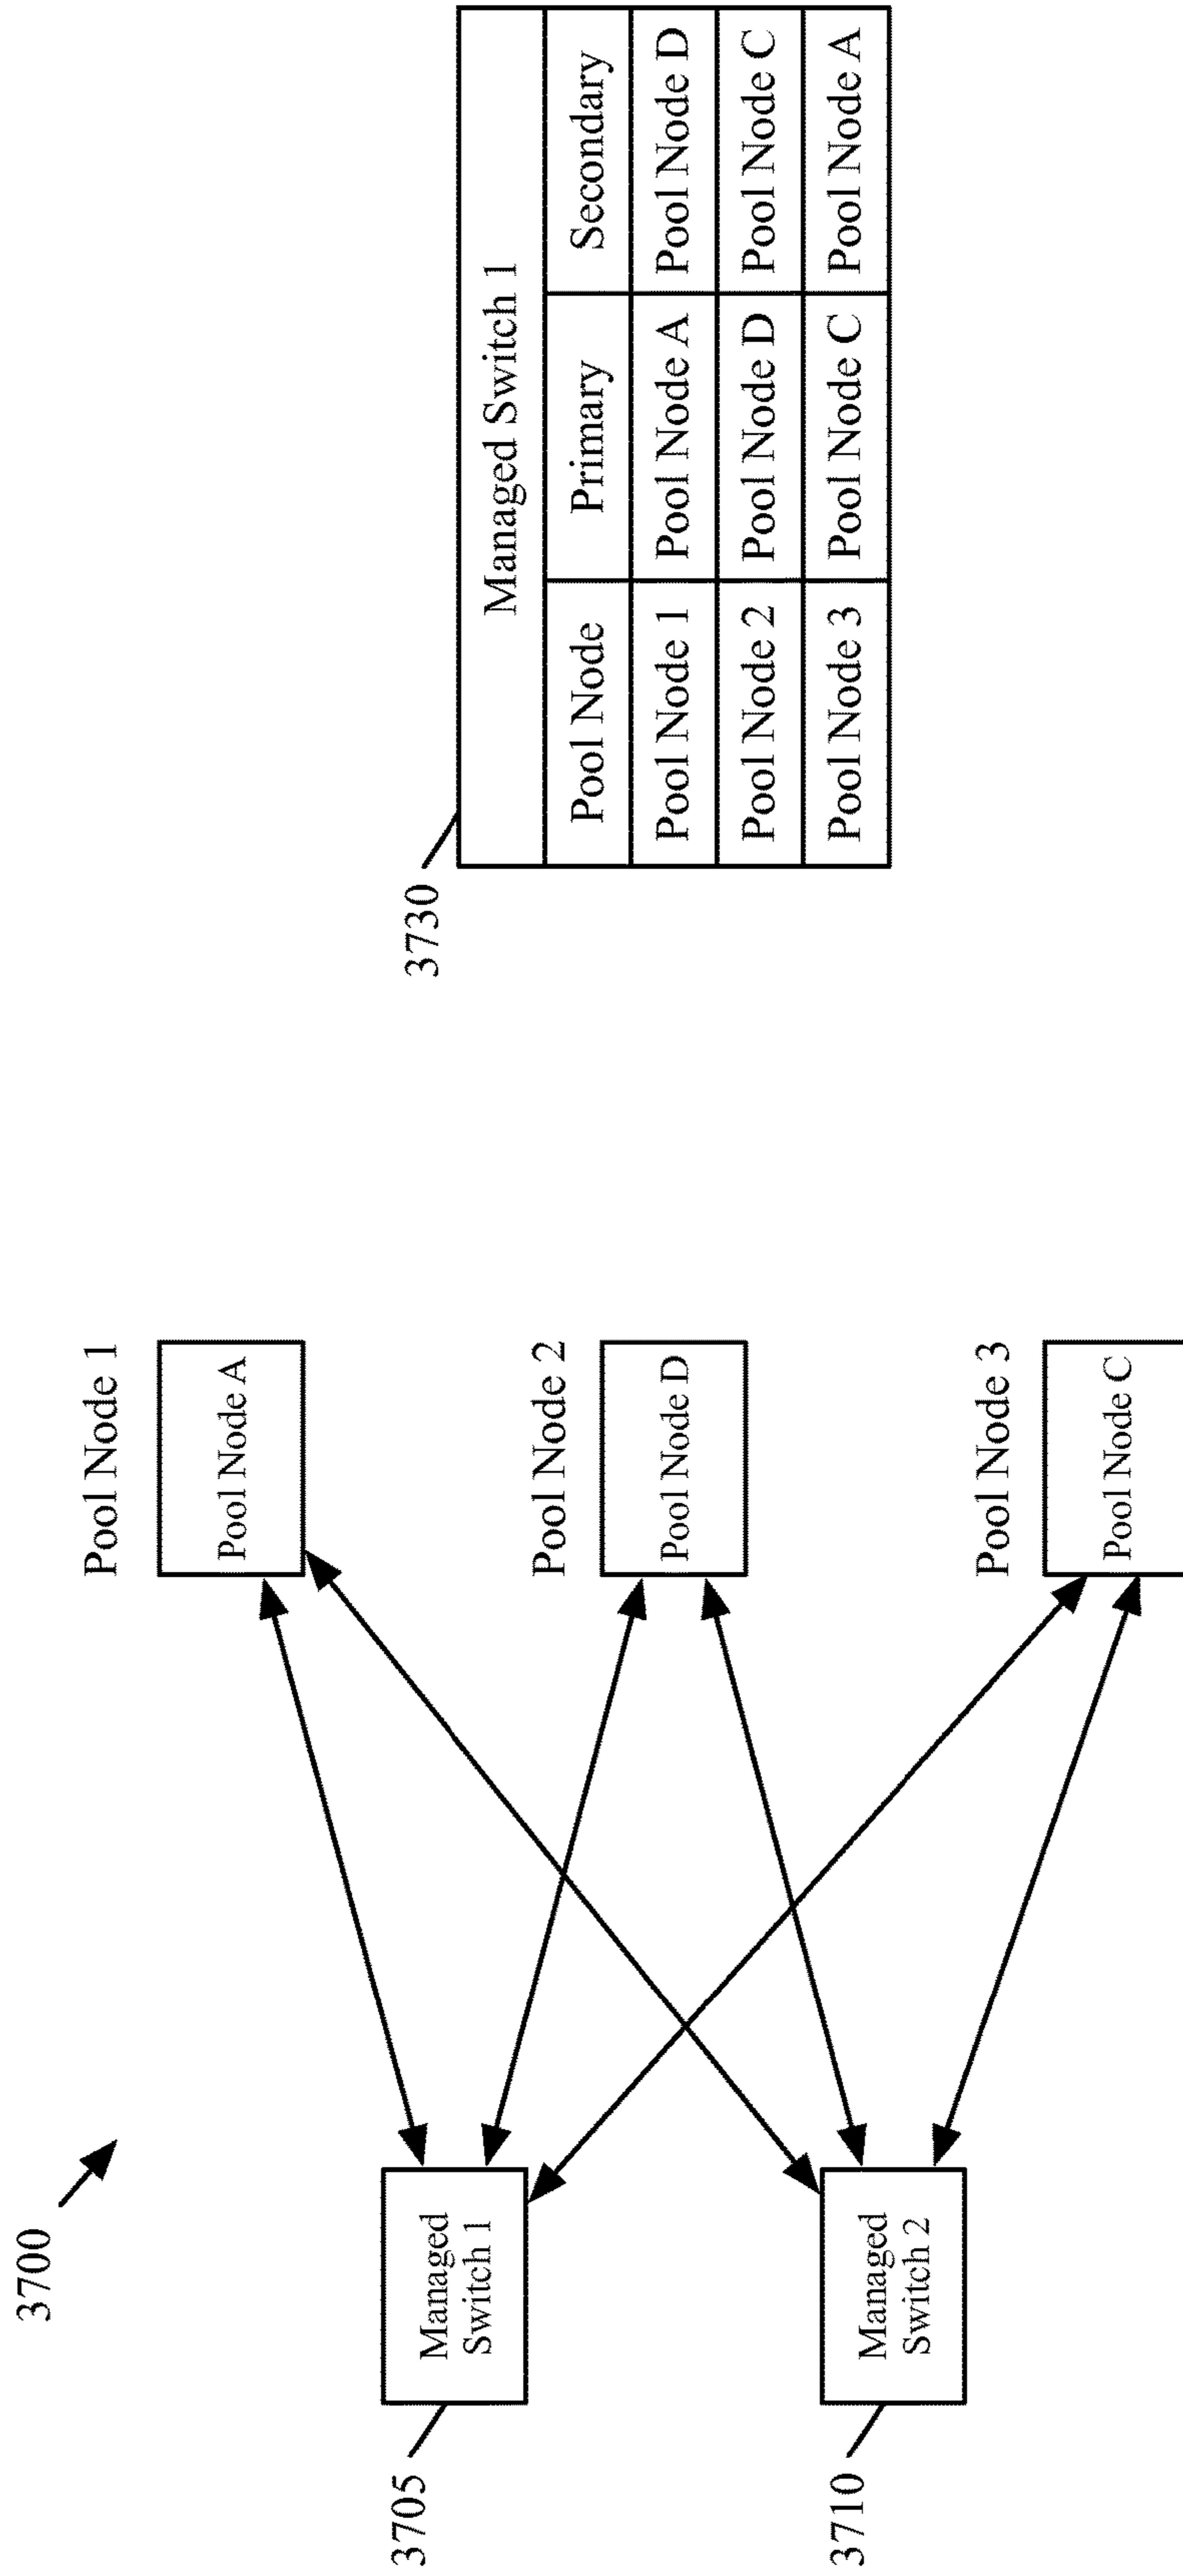 3700
Pool Node 1
Pool Node A
Managed
Switch 1
3705
Pool Node 2
Pool Node D
Managed
Switch 2
3710
Pool Node 3
Pool Node C
3730
Managed Switch 1
Pool Node Primary Secondary
Pool Node 1 Pool Node A Pool Node D
Pool Node 2 Pool Node D Pool Node C
Pool Node 3 Pool Node C Pool Node A